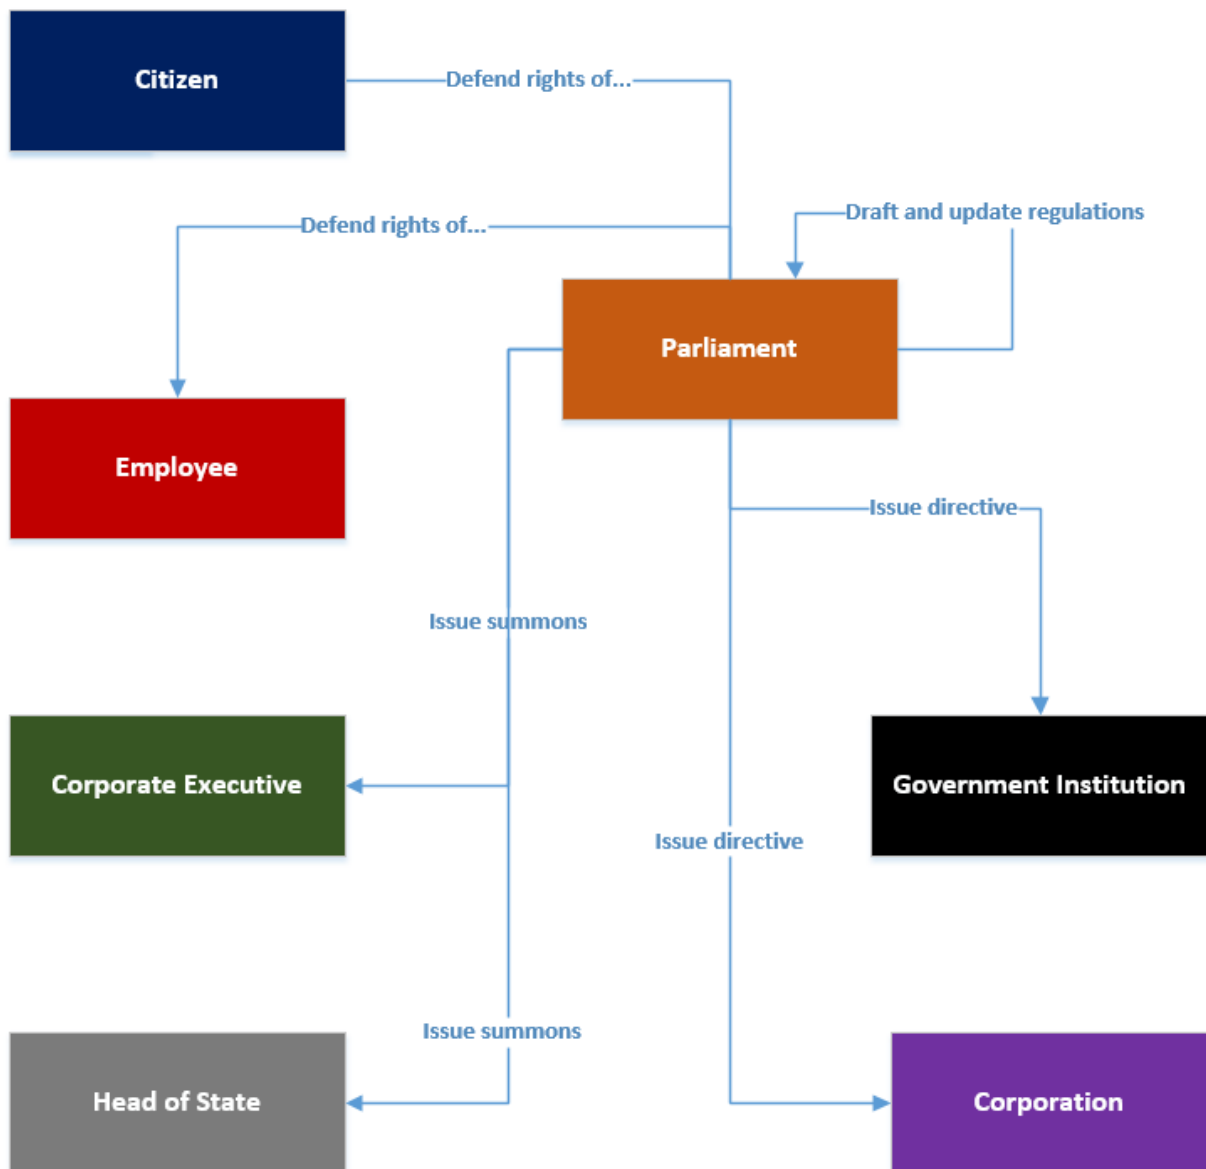 Citizen
Defend rights of...
Draft and update regulations
Defend rights of...
Parliament
Employee
Issue directive
Issue summons
Corporate Executive
Government Institution
Issue directive
Issue summons
Head of State
Corporation